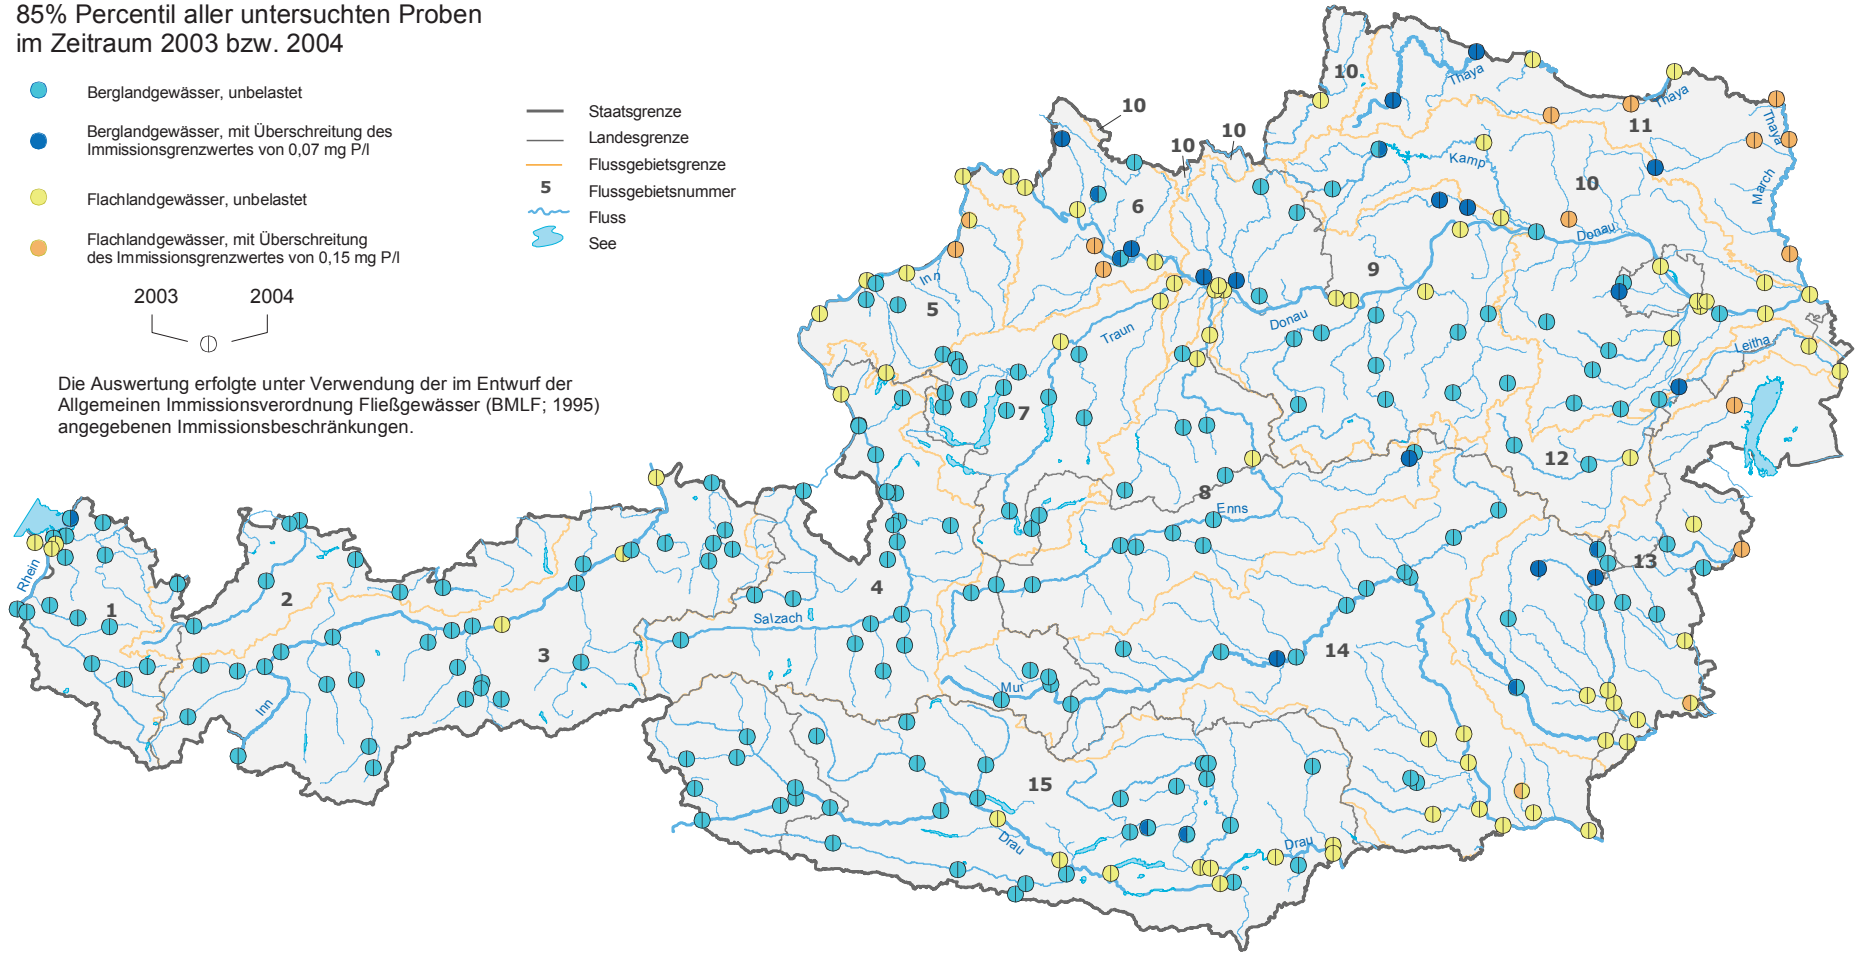 85% Percentil aller untersuchten Proben
im Zeitraum 2003 bzw. 2004
Berglandgewässer, unbelastet
Berglandgewässer, mit Überschreitung des
Immissionsgrenzwertes von 0,07 mg P/l
Flachlandgewässer, unbelastet
Flachlandgewässer, mit Überschreitung
des Immissionsgrenzwertes von 0,15 mg P/l
2003
2004
Die Auswertung erfolgte unter Verwendung der im Entwurf der
Allgemeinen Immissionsverordnung Fließgewässer (BMLF; 1995)
angegebenen Immissionsbeschränkungen.
Staatsgrenze
Landesgrenze
Flussgebietsgrenze
5
Flussgebietsnummer
Fluss
See
10
Thaya
10
10
10
Thaya
Thaya
11
Kamp
10
March
6
Donau
9
Inn
5
Donau
Traun
Leitha
7
12
8
Enns
Rhein
13
1
2
4
Salzach
3
14
Mur
Inn
15
Drau
Drau